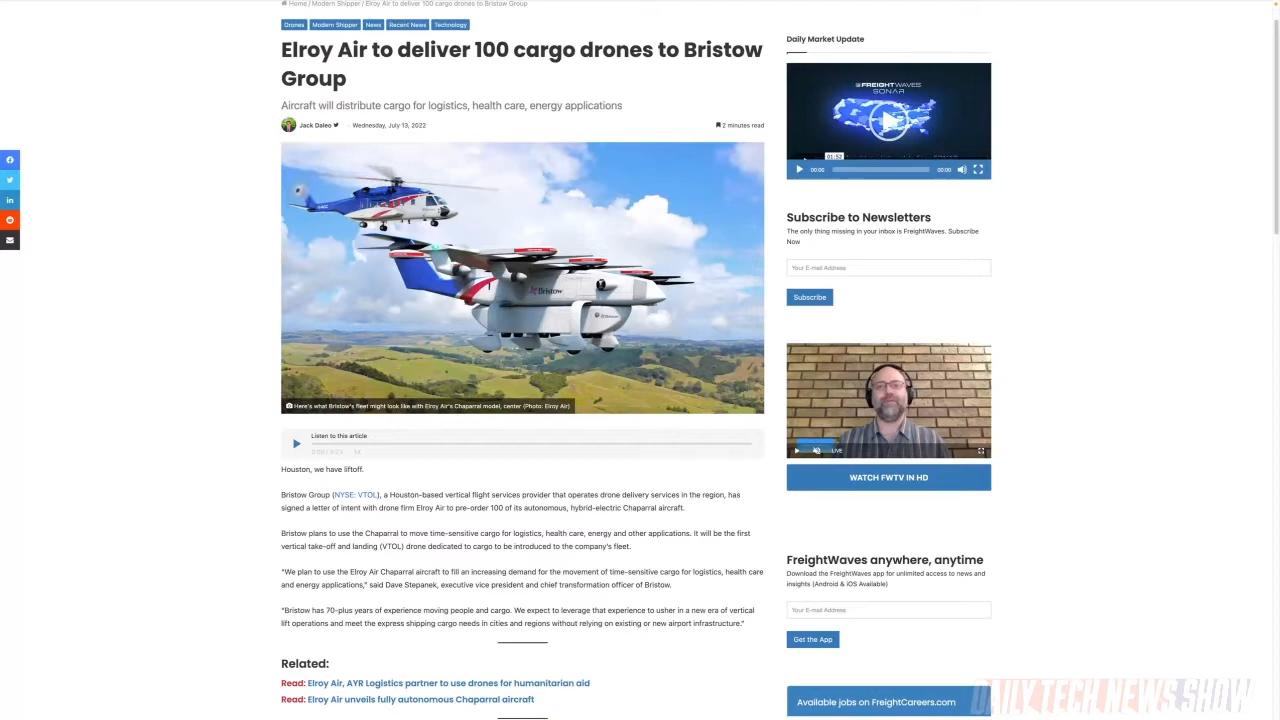 Home / Modern Shipper / Elroy Air to deliver 100 cargo drones to Bristow Group
Drones
Modern Shipper
News
Recent News
Technology
Elroy Air to deliver 100 cargo drones to Bristow
Group
Aircraft will distribute cargo for logistics, health care, energy applications
Jack Daleo
Wednesday, July 13, 2022
2 minutes read
Bristow
Bristow
Here's what Bristow's fleet might look like with Elroy Air's Chaparral model, center (Photo: Elroy Air)
Listen to this article
0:00 / 3:23 1X
Houston, we have liftoff.
Bristow Group (NYSE: VTOL), a Houston-based vertical flight services provider that operates drone delivery services in the region, has
signed a letter of intent with drone firm Elroy Air to pre-order 100 of its autonomous, hybrid-electric Chaparral aircraft.
Bristow plans to use the Chaparral to move time-sensitive cargo for logistics, health care, energy and other applications. It will be the first
vertical take-off and landing (VTOL) drone dedicated to cargo to be introduced to the company's fleet.
"We plan to use the Elroy Air Chaparral aircraft to fill an increasing demand for the movement of time-sensitive cargo for logistics, health care
and energy applications," said Dave Stepanek, executive vice president and chief transformation officer of Bristow.
"Bristow has 70-plus years of experience moving people and cargo. We expect to leverage that experience to usher in a new era of vertical
lift operations and meet the express shipping cargo needs in cities and regions without relying on existing or new airport infrastructure."
Related:
Read: Elroy Air, AYR Logistics partner to use drones for humanitarian aid
Read: Elroy Air unveils fully autonomous Chaparral aircraft
Daily Market Update
FREIGHTWAVES
SONAR
01:52
00:00
00:00
Subscribe to Newsletters
The only thing missing in your inbox is FreightWaves. Subscribe
Now
Your E-mail Address
Subscribe
LIVE
WATCH FWTV IN HD
FreightWaves anywhere, anytime
Download the FreightWaves app for unlimited access to news and
insights (Android & iOS Available)
Your E-mail Address
Get the App
Available jobs on FreightCareers.com
DAILY TECH NEWS SHOW